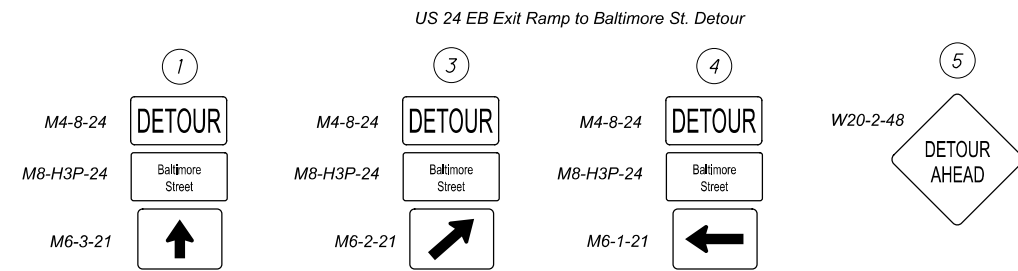 US 24 EB Exit Ramp to Baltimore St. Detour
1
M4-8-24
DETOUR
M8-H3P-24
Baltimore
Street
M6-3-21
3
M4-8-24
DETOUR
M8-H3P-24
Baltimore
Street
M6-2-21
4
M4-8-24
DETOUR
M8-H3P-24
Baltimore
Street
M6-1-21
5
W20-2-48
DETOUR
AHEAD